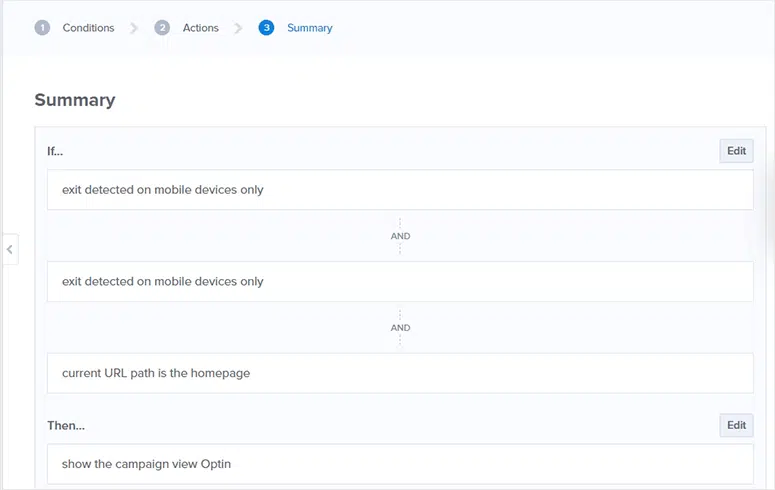 1 Conditions 2 Actions 3 Summary
Summary
If... Edit
exit detected on mobile devices only
AND
exit detected on mobile devices only
AND
current URL path is the homepage
Then... Edit
show the campaign view Optin